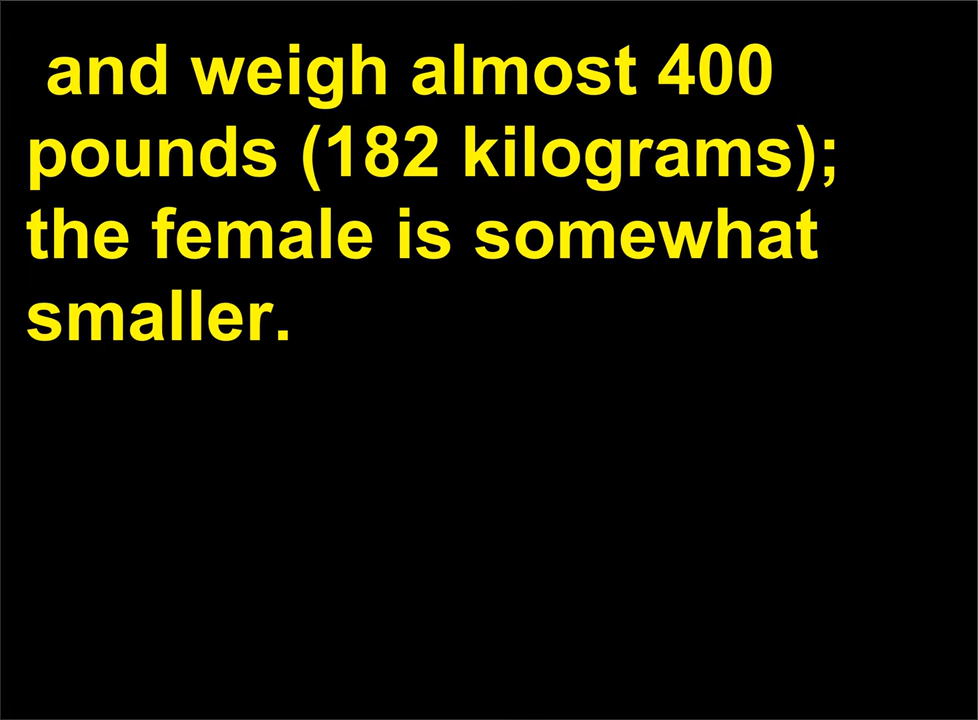 and weigh almost 400
pounds (182 kilograms);
the female is somewhat
smaller.